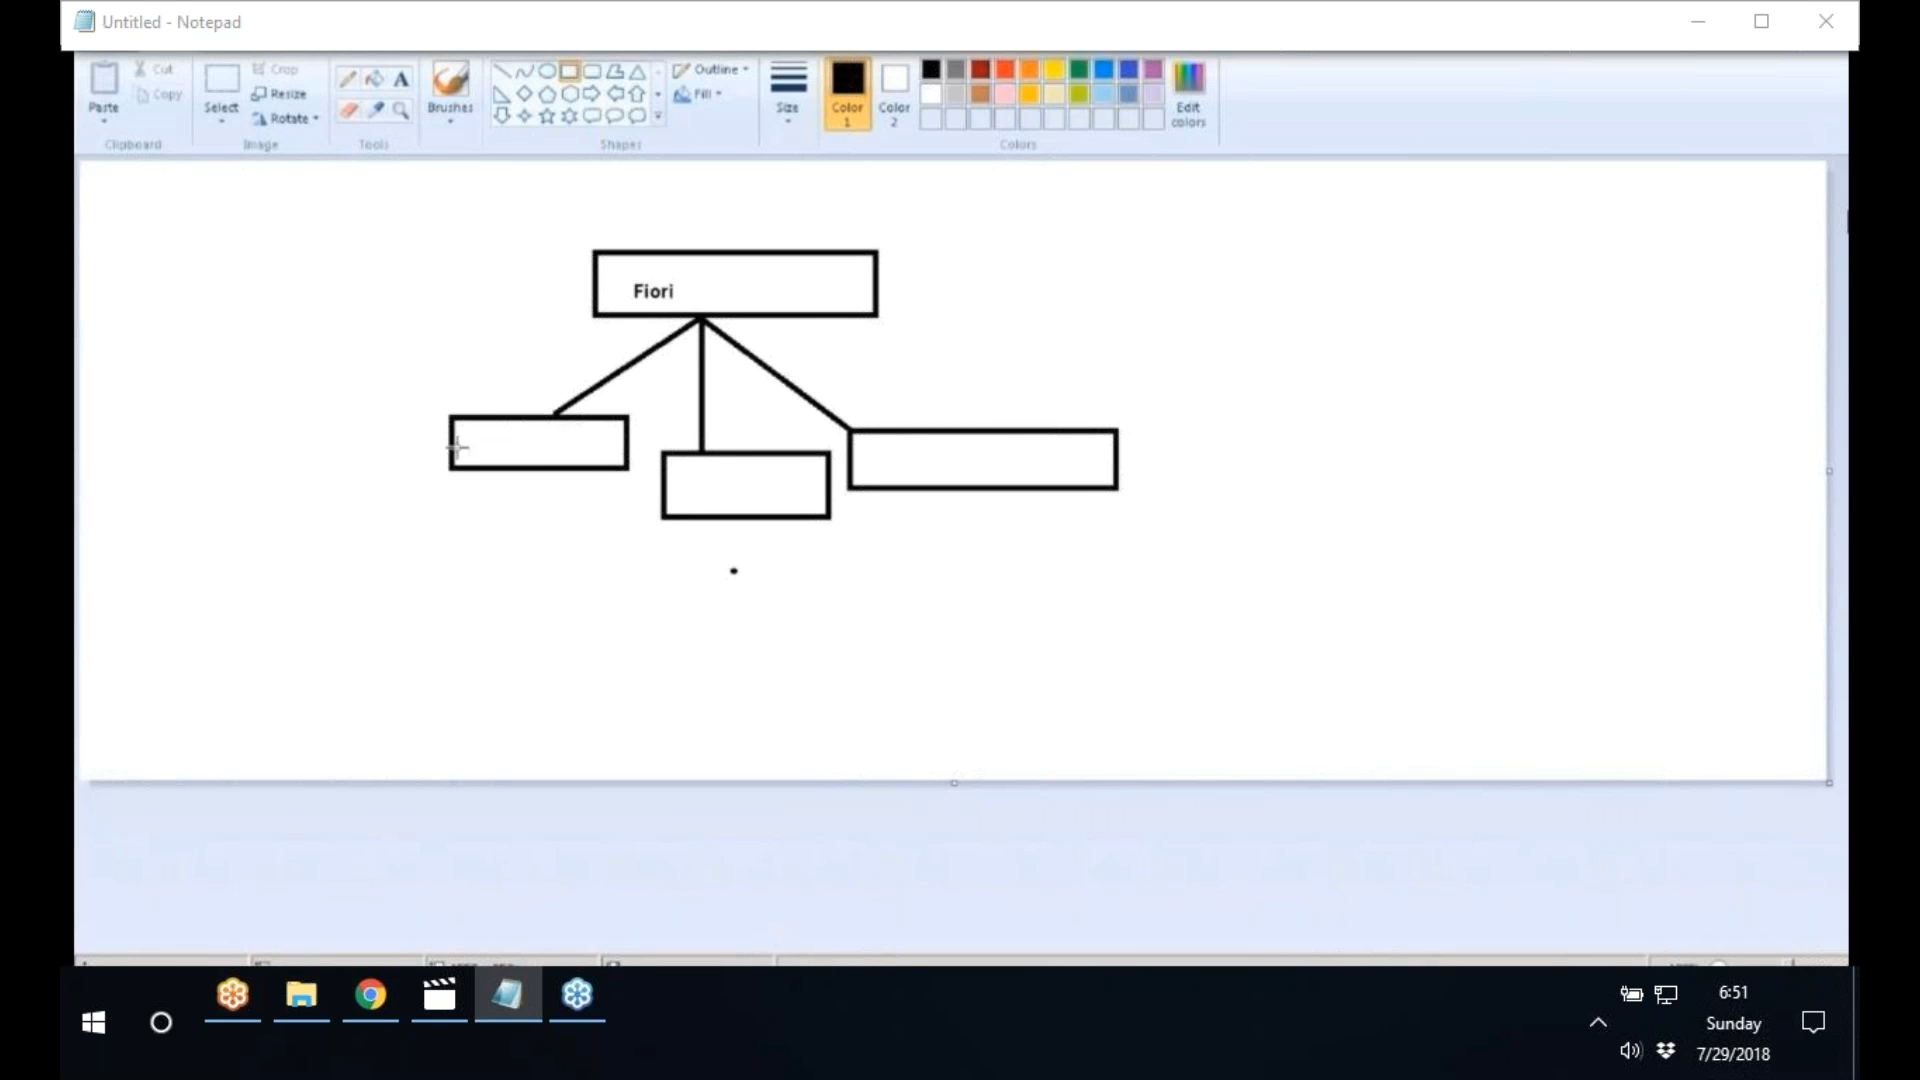 Untitled - Notepad
Paste
Cut
Copy
Clipboard
Select
Crop
Resize
Rotate
Image
A
Tools
Brushes
Shapes
Outline
Fill
Size
Color 1
Color 2
Edit colors
Colors
Fiori
6:51
Sunday
7/29/2018